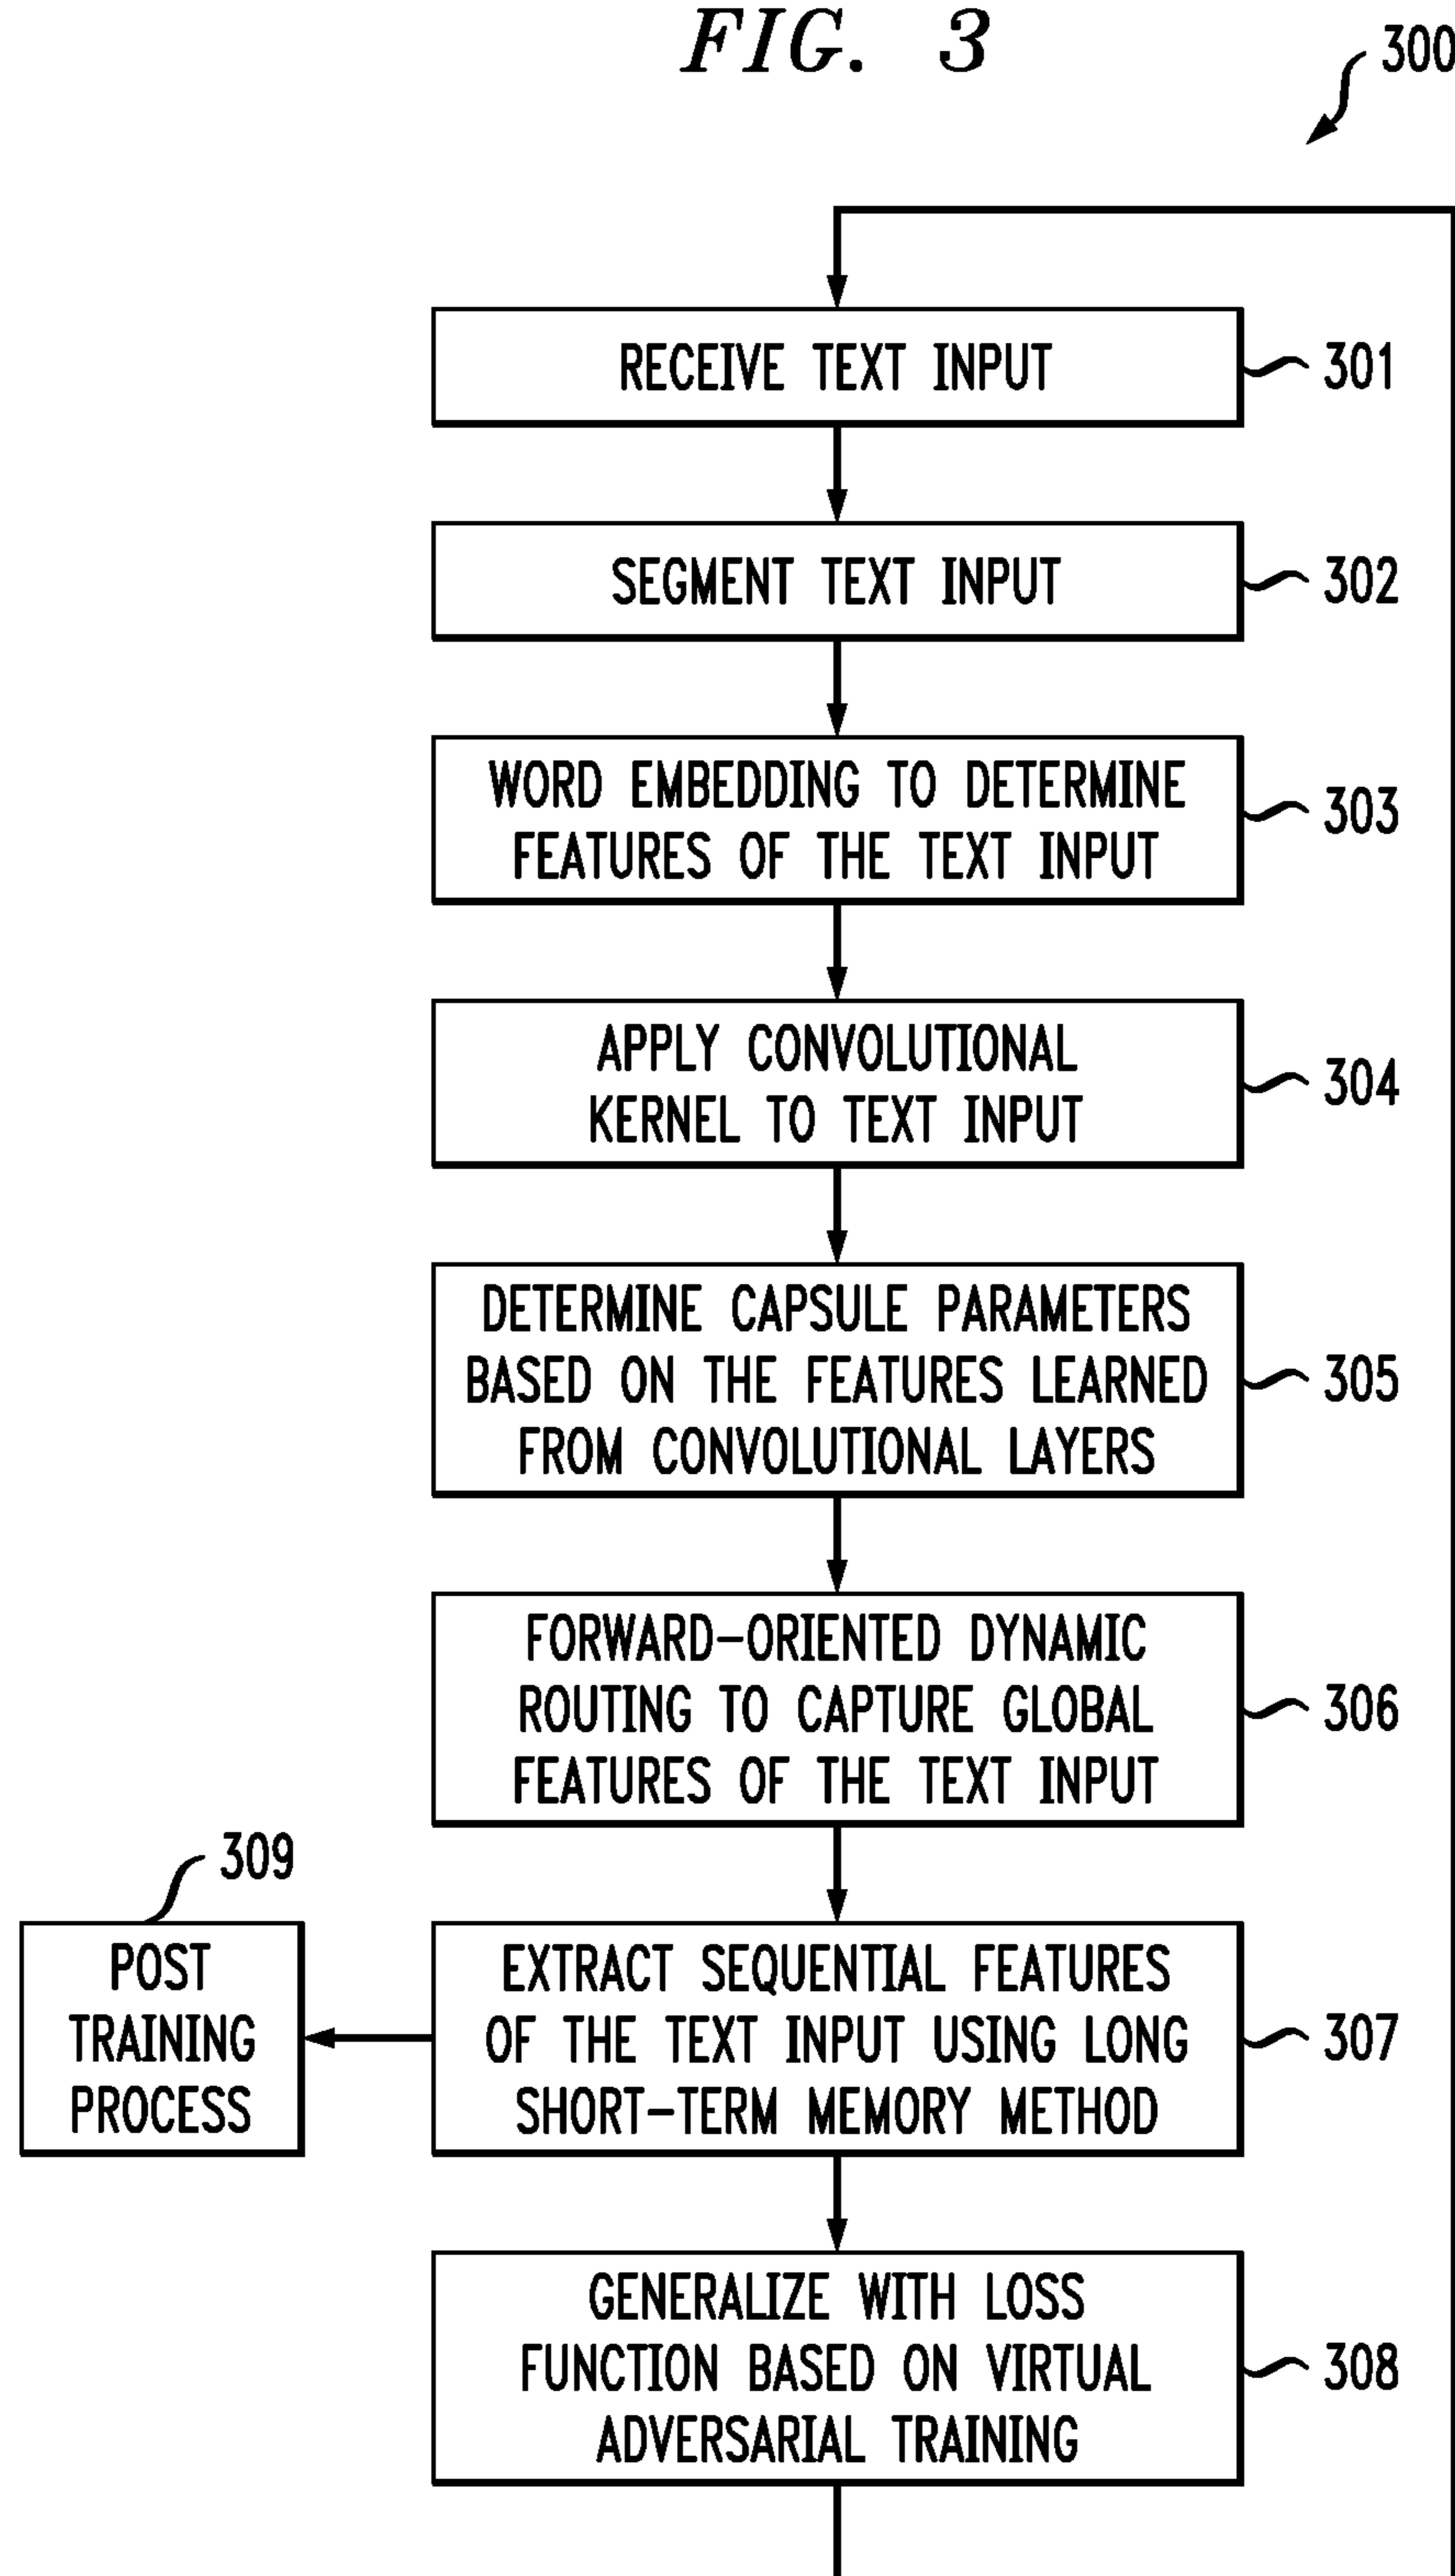 FIG. 3
300
RECEIVE TEXT INPUT
301
SEGMENT TEXT INPUT
302
WORD EMBEDDING TO DETERMINE
FEATURES OF THE TEXT INPUT
303
APPLY CONVOLUTIONAL
KERNEL TO TEXT INPUT
304
DETERMINE CAPSULE PARAMETERS
BASED ON THE FEATURES LEARNED
FROM CONVOLUTIONAL LAYERS
305
FORWARD-ORIENTED DYNAMIC
ROUTING TO CAPTURE GLOBAL
FEATURES OF THE TEXT INPUT
306
309
POST
TRAINING
PROCESS
EXTRACT SEQUENTIAL FEATURES
OF THE TEXT INPUT USING LONG
SHORT-TERM MEMORY METHOD
307
GENERALIZE WITH LOSS
FUNCTION BASED ON VIRTUAL
ADVERSARIAL TRAINING
308